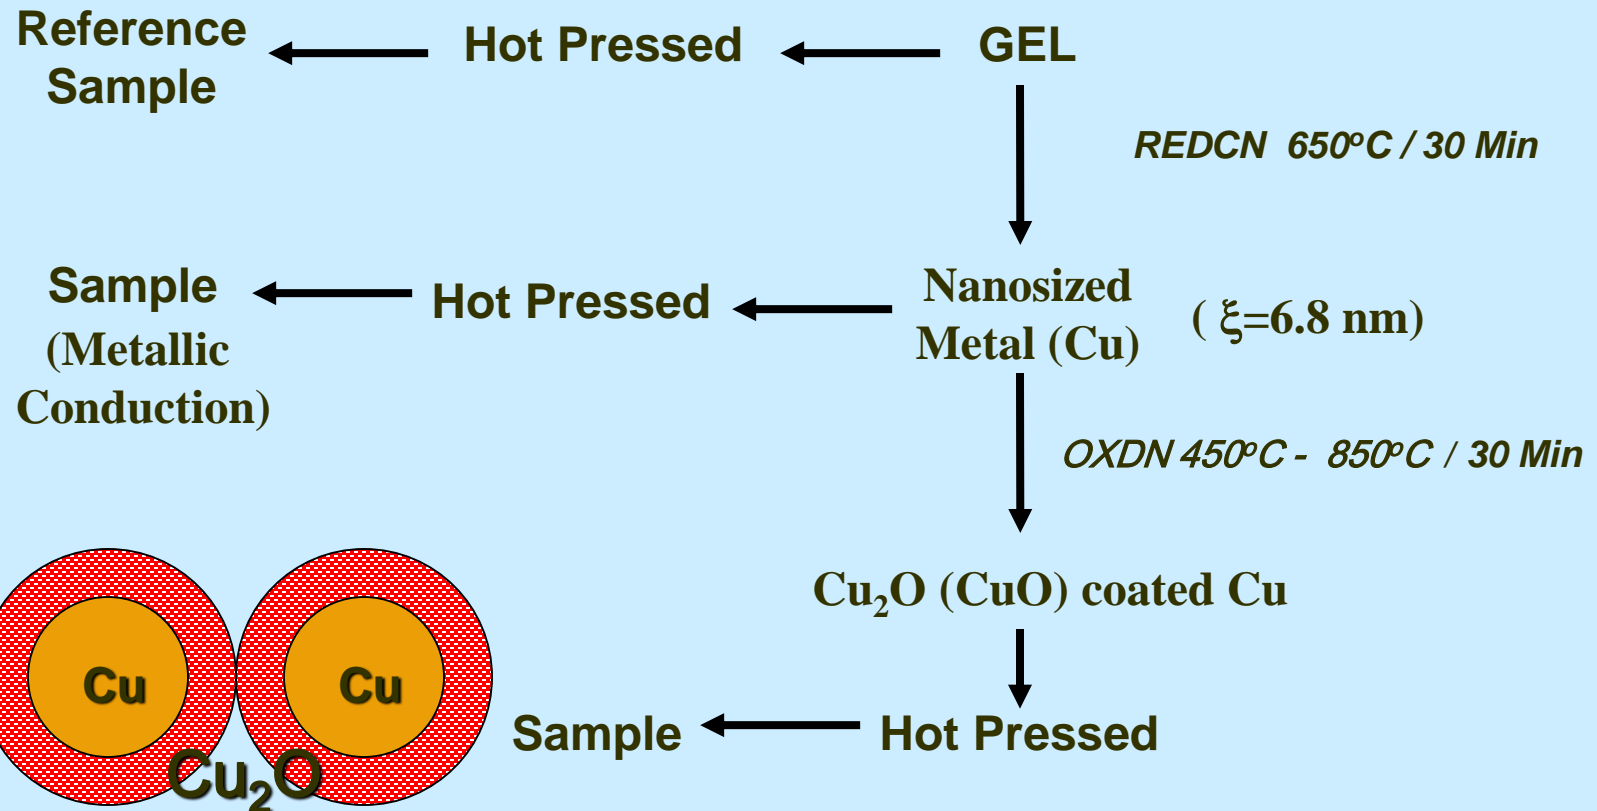 Reference Sample ← Hot Pressed ← GEL
REDCN 650°C / 30 Min
Sample (Metallic Conduction) ← Hot Pressed ← Nanosized Metal (Cu) ( ξ=6.8 nm)
OXDN 450°C - 850°C / 30 Min
Cu₂O (CuO) coated Cu
Cu Cu
Cu₂O
Sample ← Hot Pressed